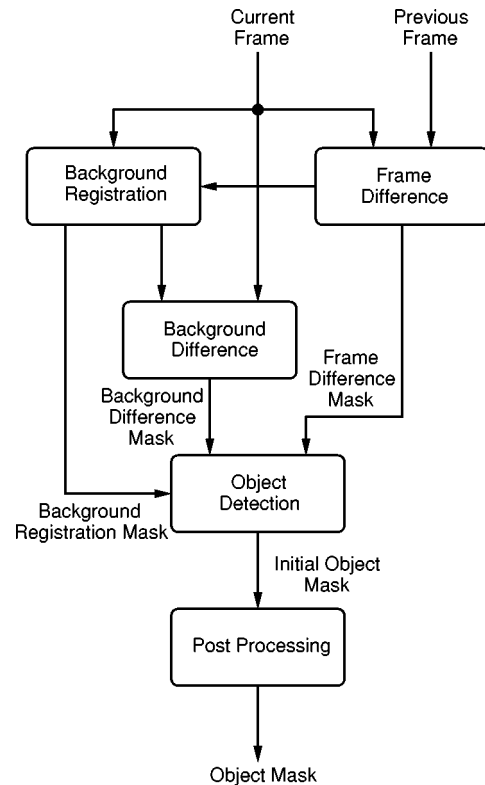 Current
Frame
Previous
Frame
Background
Registration
Frame
Difference
Background
Difference
Background
Difference
Mask
Frame
Difference
Mask
Object
Detection
Background
Registration Mask
Initial Object
Mask
Post Processing
Object Mask